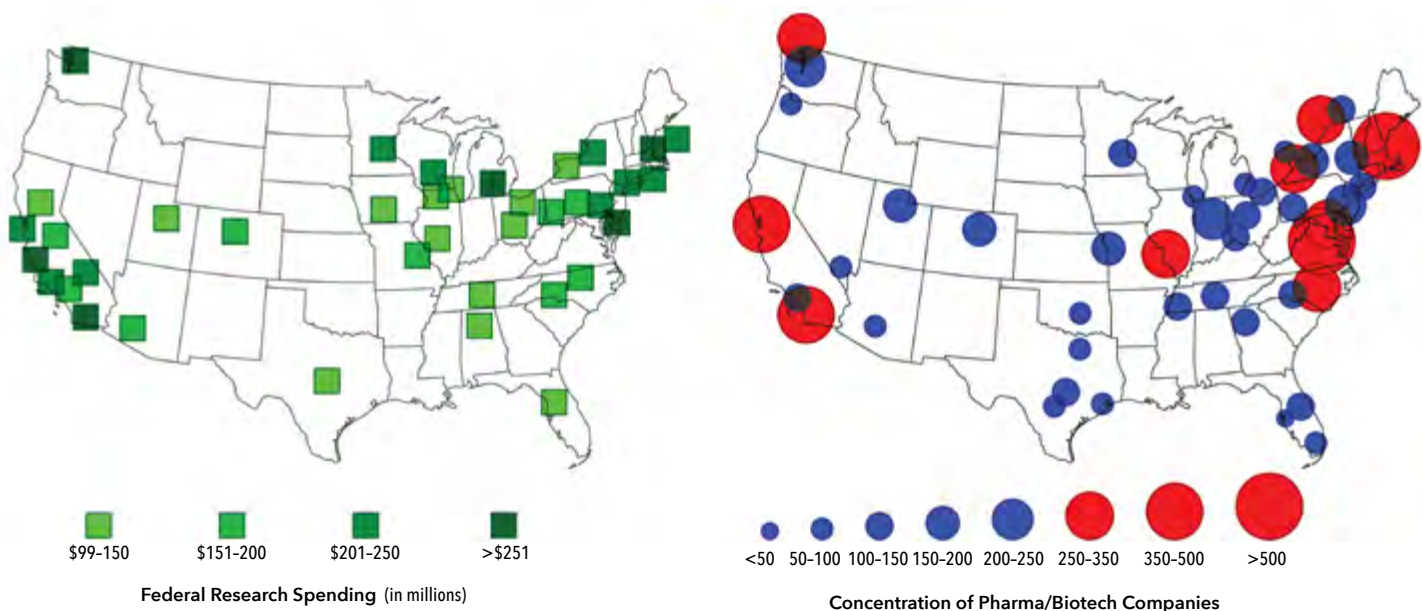 $99-150 $151-200 $201-250 >$251
Federal Research Spending (in millions)
<50 50-100 100-150 150-200 200-250 250-350 350-500 >500
Concentration of Pharma/Biotech Companies